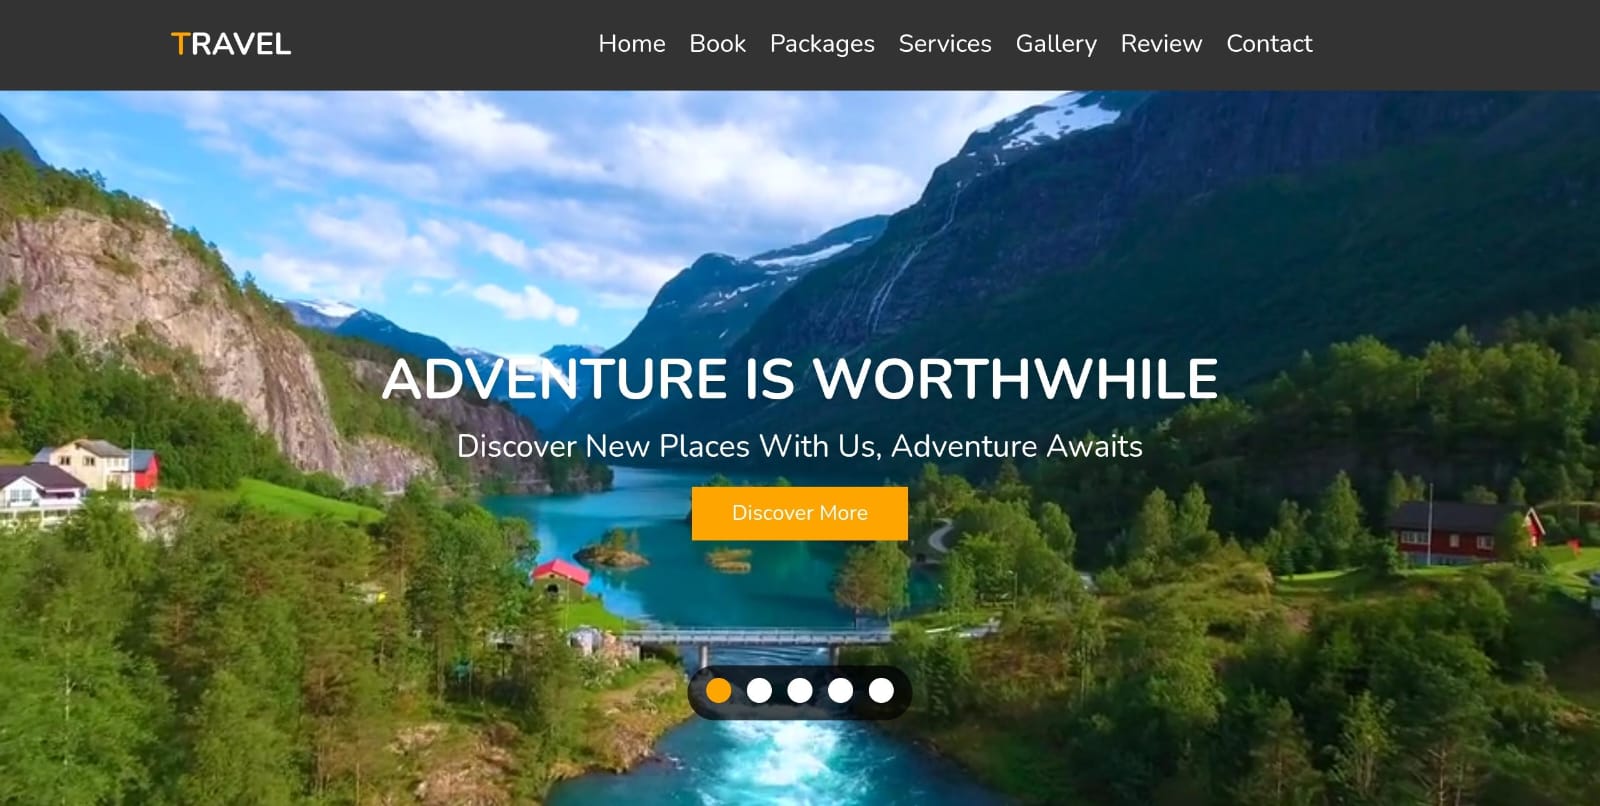 TRAVEL
Home Book Packages Services Gallery Review Contact
ADVENTURE IS WORTHWHILE
Discover New Places With Us, Adventure Awaits
Discover More